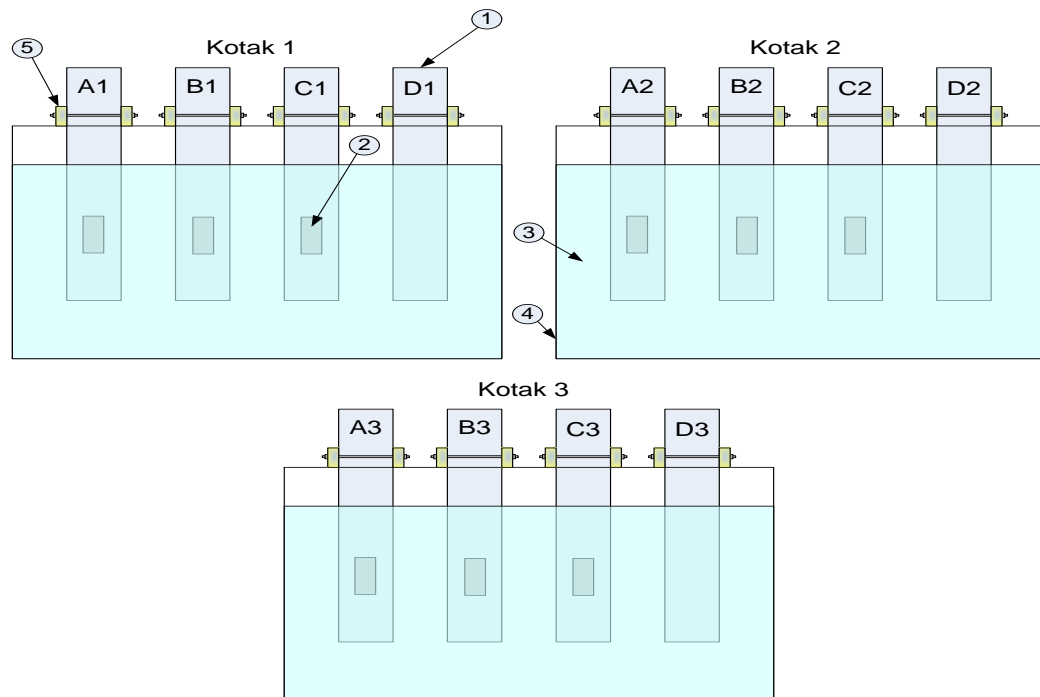 Kotak 1
5
1
A1 B1 C1 D1
2
Kotak 2
A2 B2 C2 D2
3
4
Kotak 3
A3 B3 C3 D3